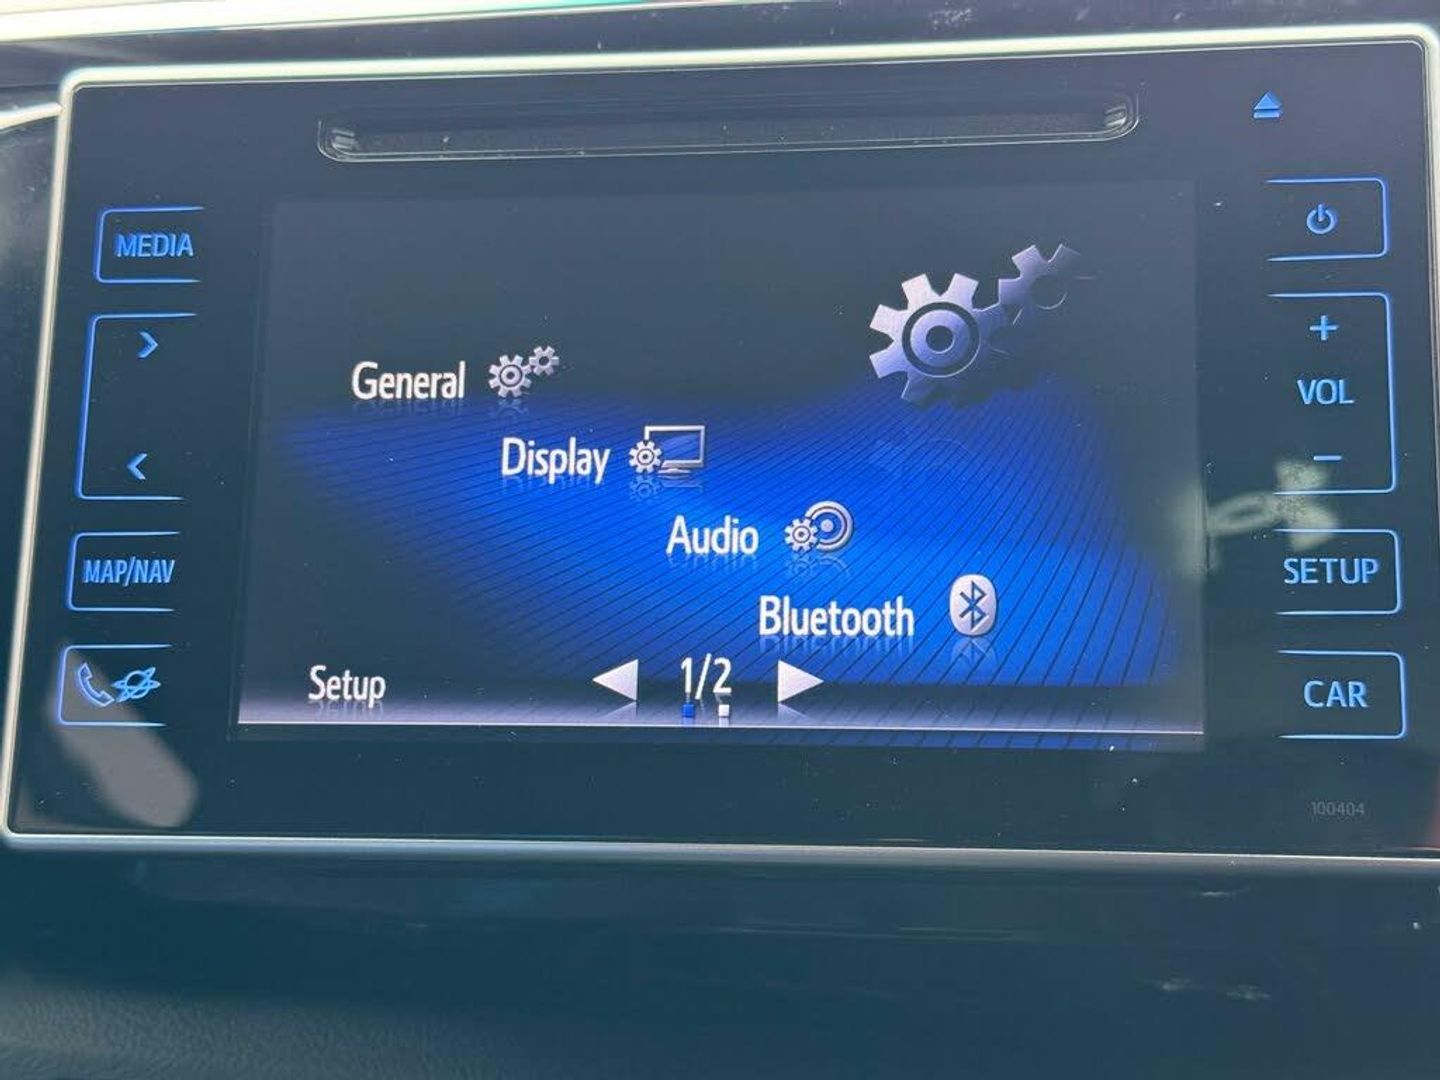 MEDIA
MAP/NAV
General
Display
Audio
Bluetooth
Setup
1/2
+
VOL
-
SETUP
CAR
100404